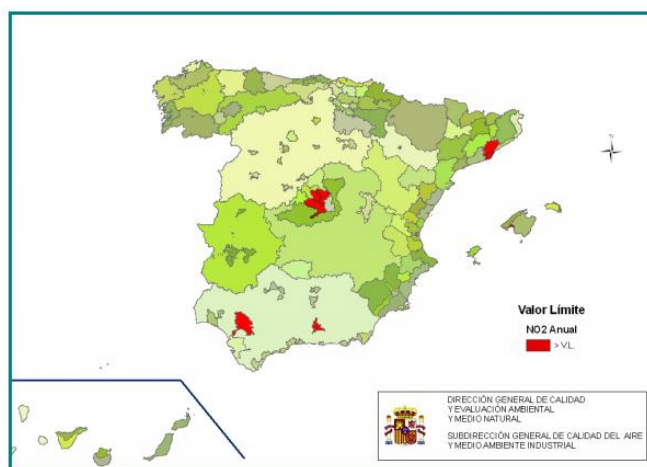 Valor Límite
NO2 Anual
> V.L.
DIRECCIÓN GENERAL DE CALIDAD
Y EVALUACIÓN AMBIENTAL
Y MEDIO NATURAL
SUBDIRECCIÓN GENERAL DE CALIDAD DEL AIRE
Y MEDIO AMBIENTE INDUSTRIAL